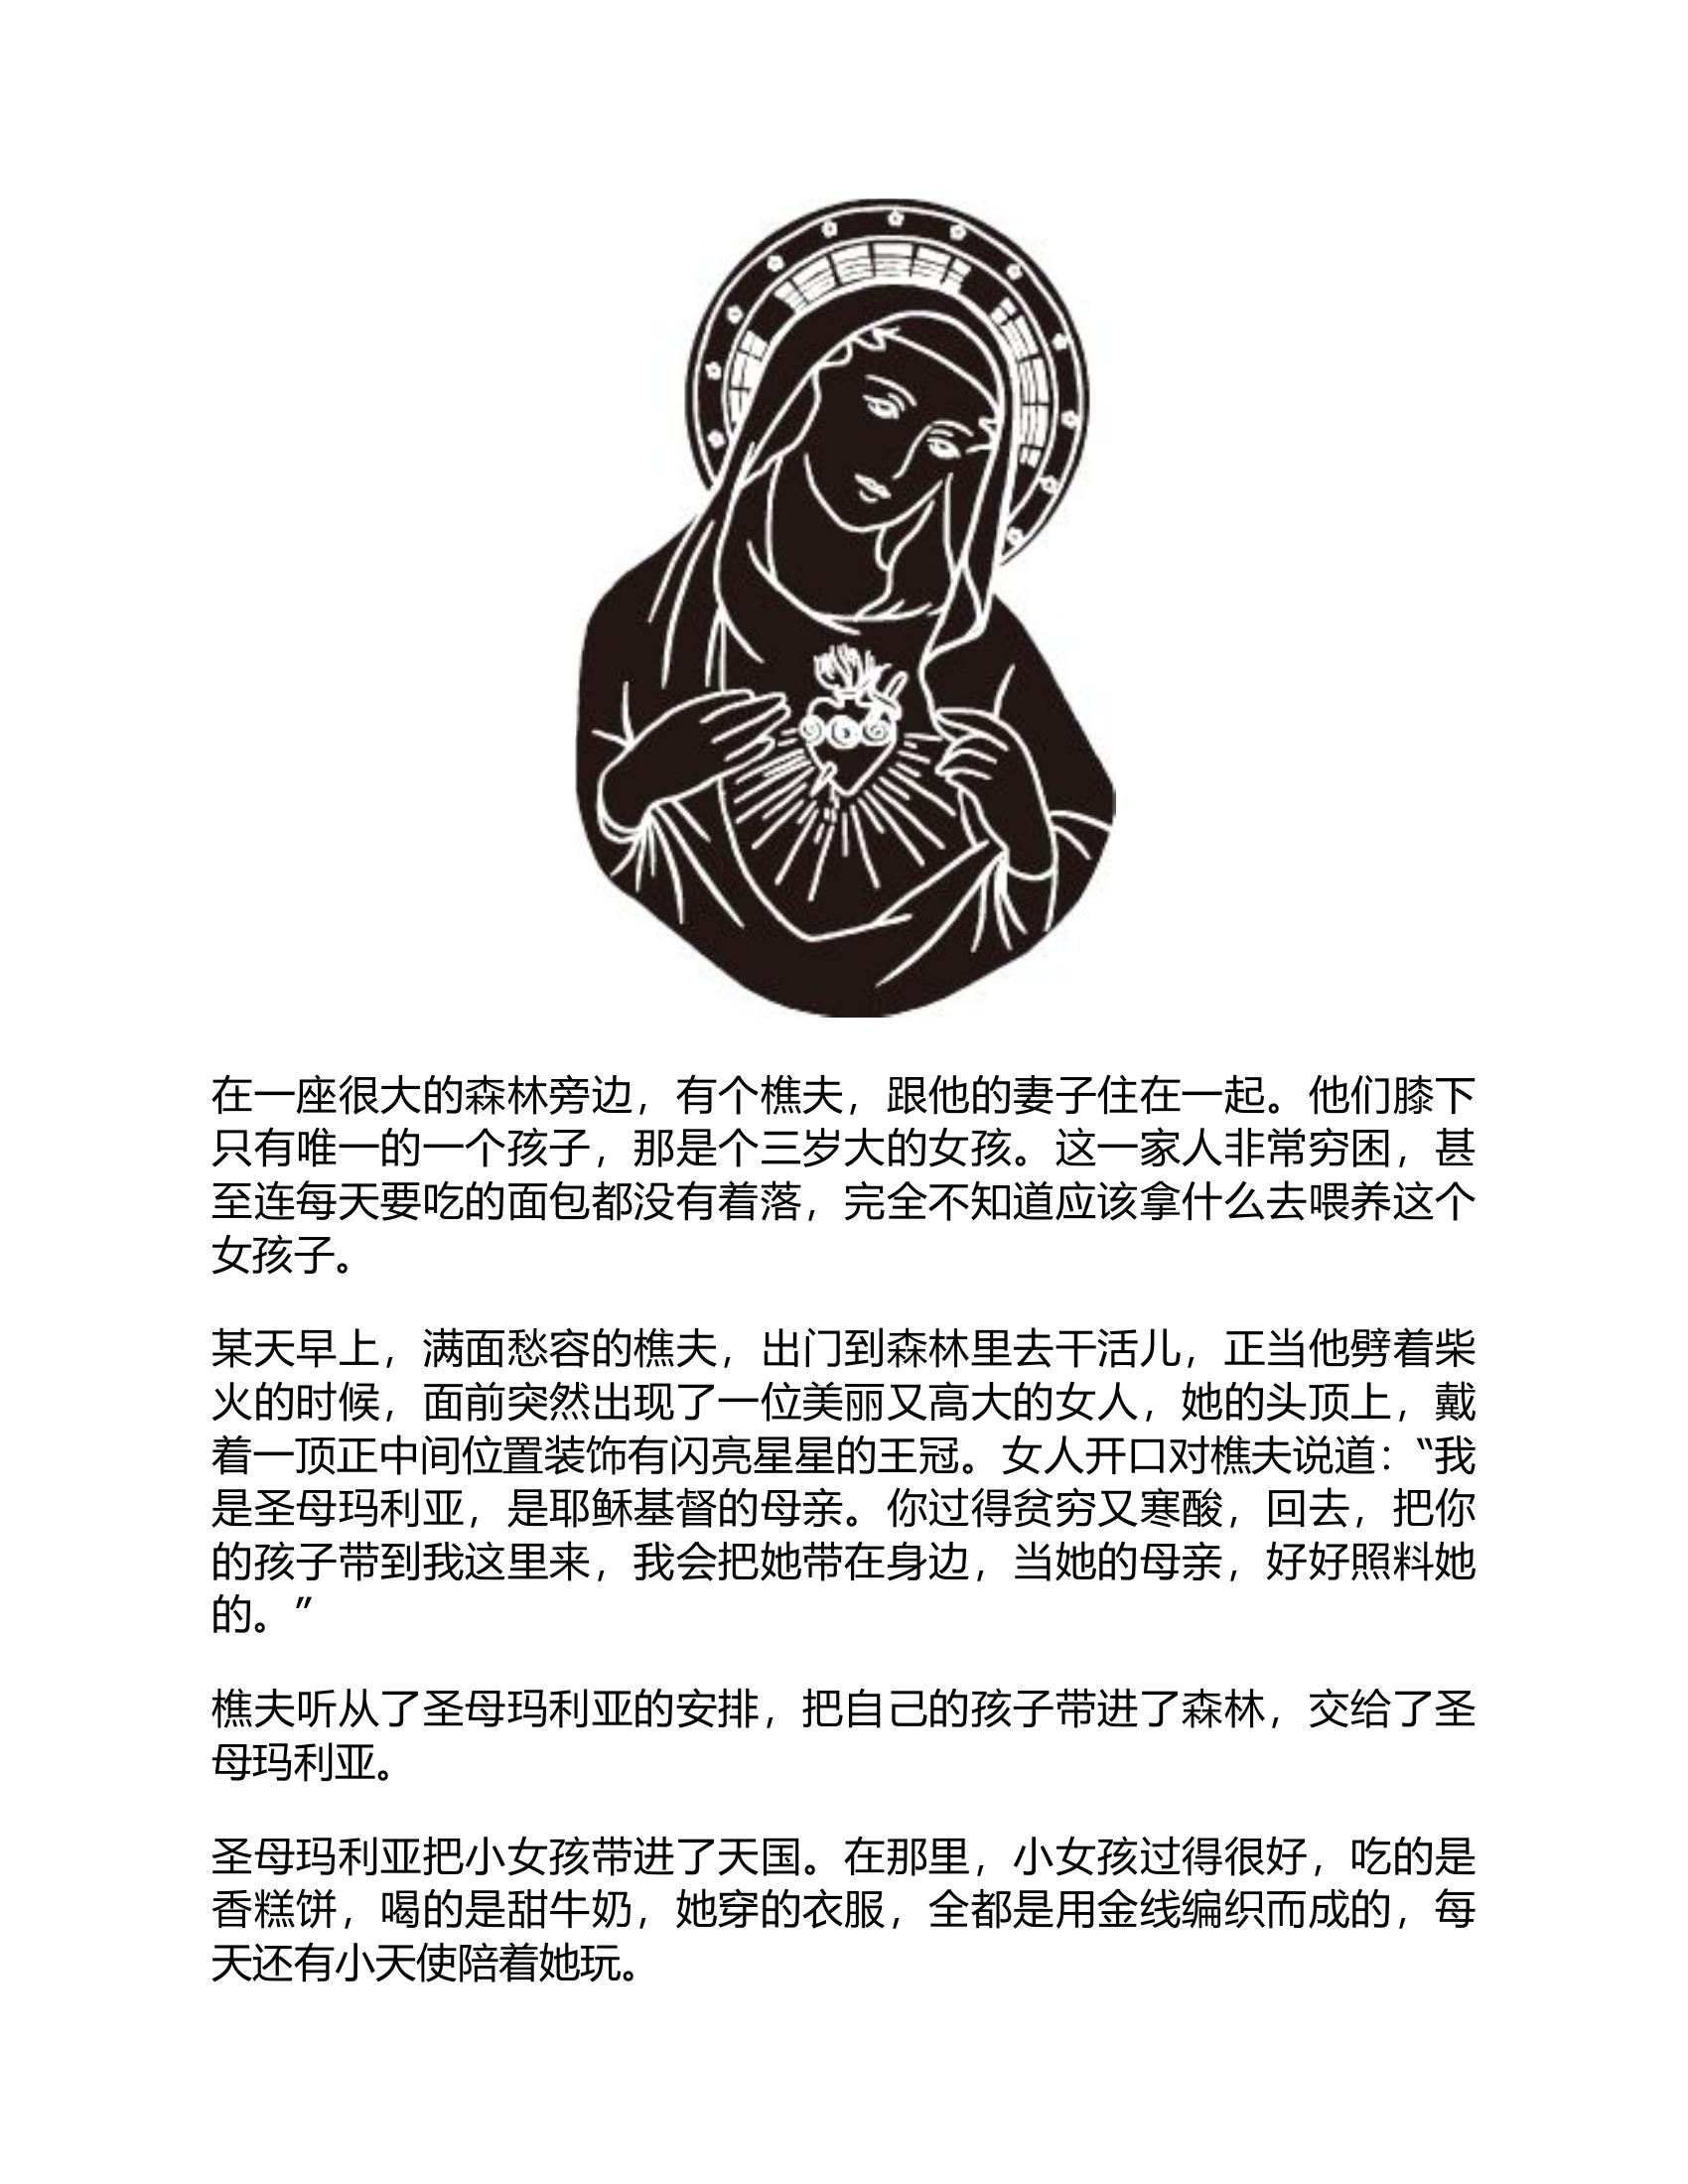 在一座很大的森林旁边，有个樵夫，跟他的妻子住在一起。他们膝下
只有唯一的一个孩子，那是个三岁大的女孩。这一家人非常穷困，甚
至连每天要吃的面包都没有着落，完全不知道应该拿什么去喂养这个
女孩子。
某天早上，满面愁容的樵夫，出门到森林里去干活儿，正当他劈着柴
火的时候，面前突然出现了一位美丽又高大的女人，她的头顶上，戴
着一顶正中间位置装饰有闪亮星星的王冠。女人开口对樵夫说道：“我
是圣母玛利亚，是耶稣基督的母亲。你过得贫穷又寒酸，回去，把你
的孩子带到我这里来，我会把她带在身边，当她的母亲，好好照料她
的。”
樵夫听从了圣母玛利亚的安排，把自己的孩子带进了森林，交给了圣
母玛利亚。
圣母玛利亚把小女孩带进了天国。在那里，小女孩过得很好，吃的是
香糕饼，喝的是甜牛奶，她穿的衣服，全都是用金线编织而成的，每
天还有小天使陪着她玩。